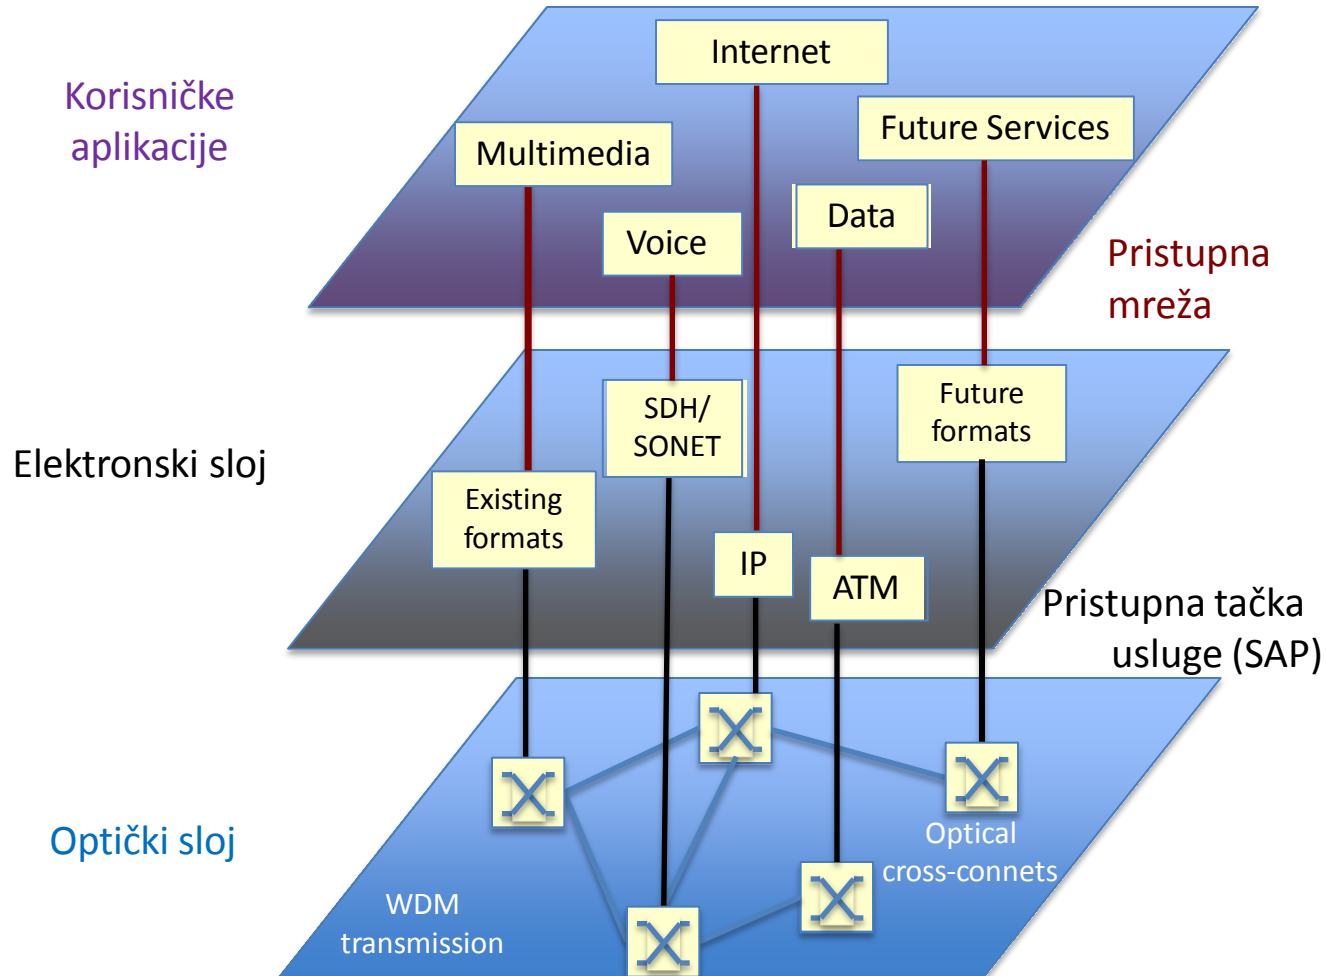 Internet
Korisničke
aplikacije
Future Services
Multimedia
Data
Voice
Pristupna
mreža
SDH/
SONET
Future
formats
Elektronski sloj
Existing
formats
IP
ATM
Pristupna tačka
usluge (SAP)
Optički sloj
Optical
cross-connets
WDM
transmission